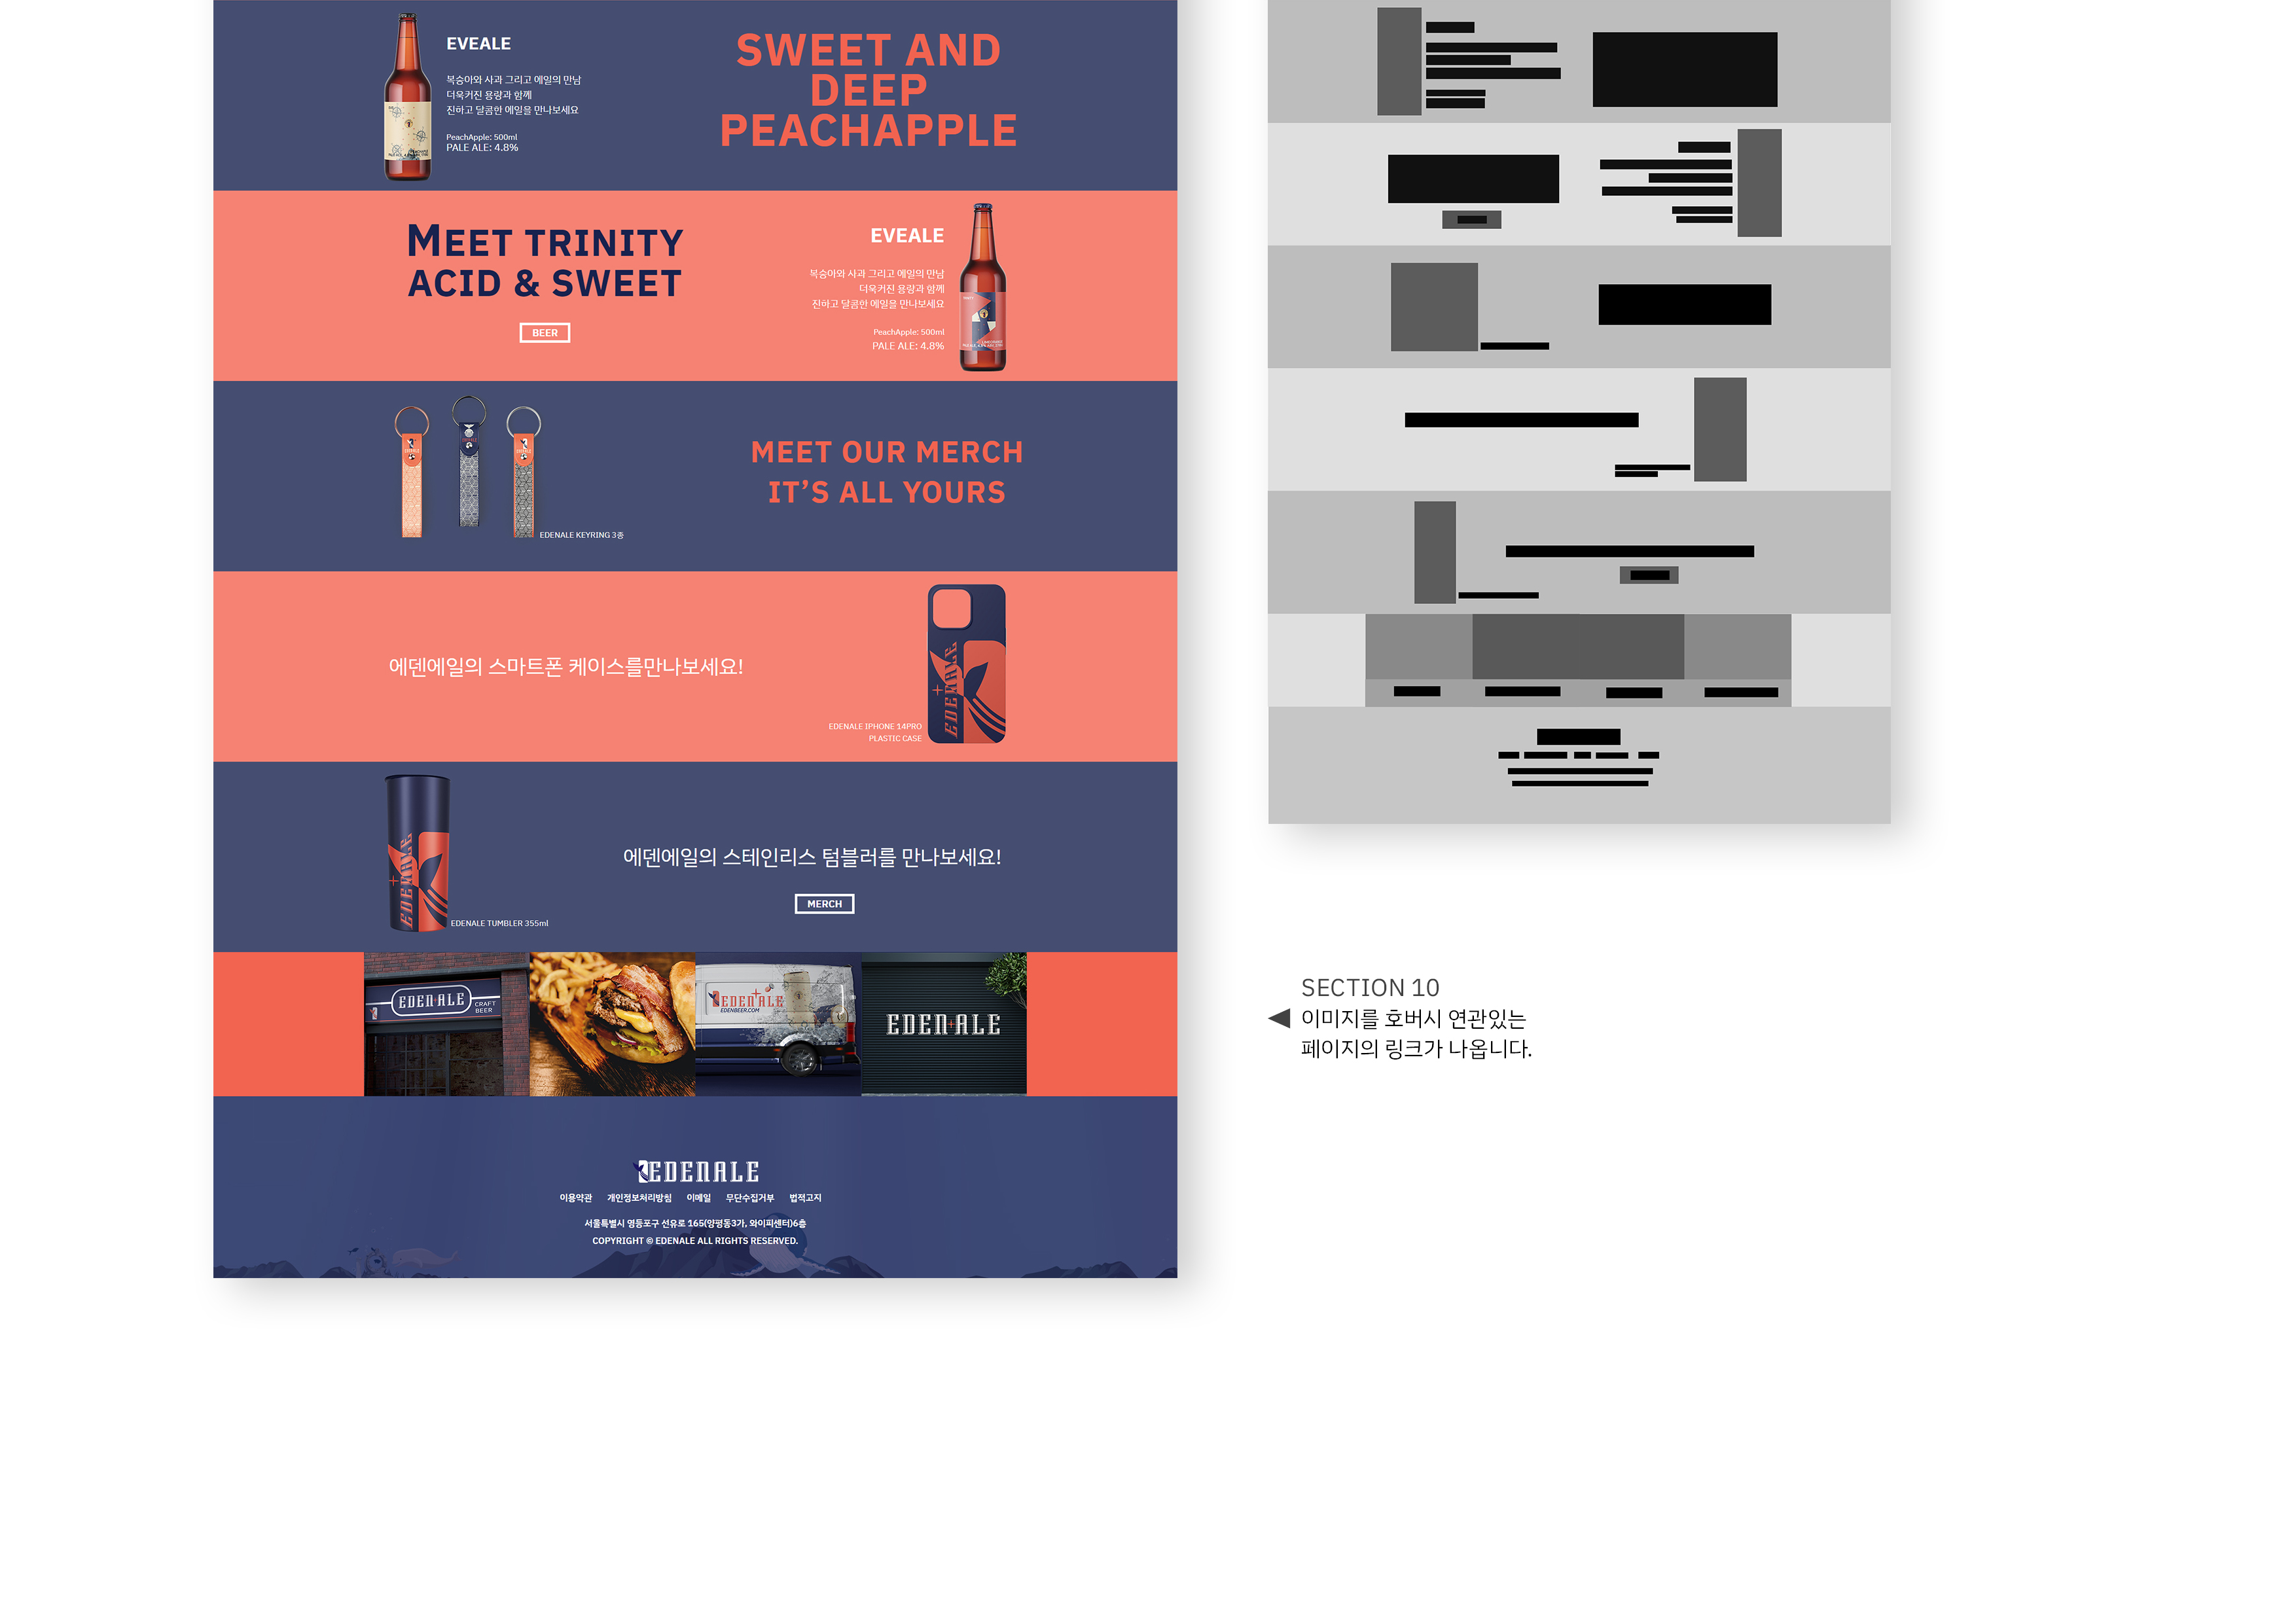 EVEALE
복숭아와 사과 그리고 에일의 만남
더욱커진 용량과 함께
진하고 달콤한 에일을 만나보세요
PeachApple: 500ml
PALE ALE: 4.8%
SWEET AND
DEEP
PEACHAPPLE
MEET TRINITY
ACID & SWEET
BEER
EVEALE
복숭아와 사과 그리고 에일의 만남
더욱커진 용량과 함께
진하고 달콤한 에일을 만나보세요
PeachApple: 500ml
PALE ALE: 4.8%
EDENALE KEYRING 3종
MEET OUR MERCH
IT’S ALL YOURS
에덴에일의 스마트폰 케이스를만나보세요!
EDENALE IPHONE 14PRO
PLASTIC CASE
EDENALE
EDENALE
EDENALE TUMBLER 355ml
에덴에일의 스테인리스 텀블러를 만나보세요!
MERCH
EDEN+ALE
CRAFT
BEER
EDEN+ALE
EDENBEER.COM
EDEN+ALE
EDENALE
이용약관 개인정보처리방침 이메일 무단수집거부 법적고지
서울특별시 영등포구 선유로 165(양평동3가, 와이피센터)6층
COPYRIGHT © EDENALE ALL RIGHTS RESERVED.
SECTION 10
이미지를 호버시 연관있는
페이지의 링크가 나옵니다.